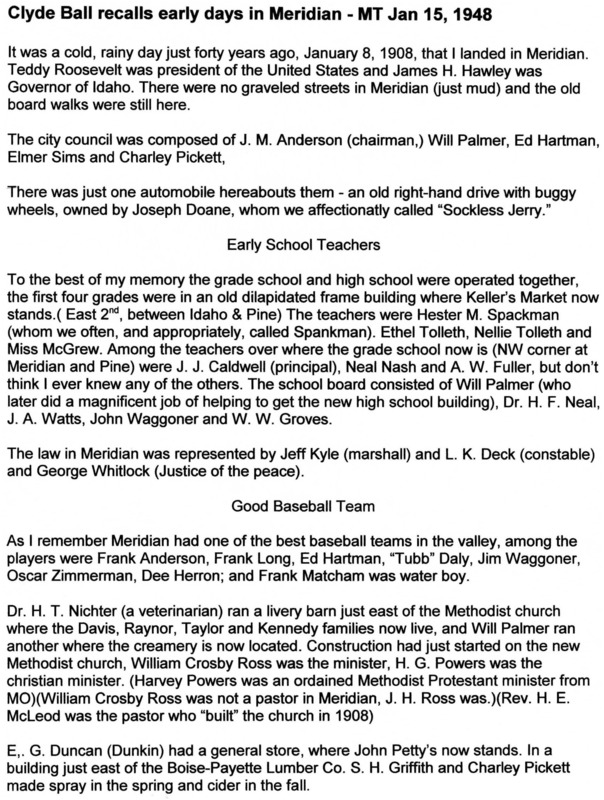 Clyde Ball recalls early days in Meridian - MT Jan 15, 1948
It was a cold, rainy day just forty years ago, January 8, 1908, that I landed in Meridian.
Teddy Roosevelt was president of the United States and James H. Hawley was
Governor of Idaho. There were no graveled streets in Meridian (just mud) and the old
board walks were still here.
The city council was composed of J. M. Anderson (chairman,) Will Palmer, Ed Hartman,
Elmer Sims and Charley Pickett,
There was just one automobile hereabouts them - an old right-hand drive with buggy
wheels, owned by Joseph Doane, whom we affectionatly called “Sockless Jerry.”
Early School Teachers
To the best of my memory the grade school and high school were operated together,
the first four grades were in an old dilapidated frame building where Keller’s Market now
stands.( East 2nd, between Idaho & Pine) The teachers were Hester M. Spackman
(whom we often, and appropriately, called Spankman). Ethel Tolleth, Nellie Tolleth and
Miss McGrew. Among the teachers over where the grade school now is (NW corner at
Meridian and Pine) were J. J. Caldwell (principal), Neal Nash and A. W. Fuller, but don’t
think I ever knew any of the others. The school board consisted of Will Palmer (who
later did a magnificent job of helping to get the new high school building), Dr. H. F. Neal,
J. A. Watts, John Waggoner and W. W. Groves.
The law in Meridian was represented by Jeff Kyle (marshall) and L. K. Deck (constable)
and George Whitlock (Justice of the peace).
Good Baseball Team
As I remember Meridian had one of the best baseball teams in the valley, among the
players were Frank Anderson, Frank Long, Ed Hartman, “Tubb” Daly, Jim Waggoner,
Oscar Zimmerman, Dee Herron; and Frank Matcham was water boy.
Dr. H. T. Nichter (a veterinarian) ran a livery barn just east of the Methodist church
where the Davis, Raynor, Taylor and Kennedy families now live, and Will Palmer ran
another where the creamery is now located. Construction had just started on the new
Methodist church, William Crosby Ross was the minister, H. G. Powers was the
christian minister. (Harvey Powers was an ordained Methodist Protestant minister from
MO)(William Crosby Ross was not a pastor in Meridian, J. H. Ross was.)(Rev. H. E.
McLeod was the pastor who “built” the church in 1908)
E,. G. Duncan (Dunkin) had a general store, where John Petty’s now stands. In a
building just east of the Boise-Payette Lumber Co. S. H. Griffith and Charley Pickett
made spray in the spring and cider in the fall.